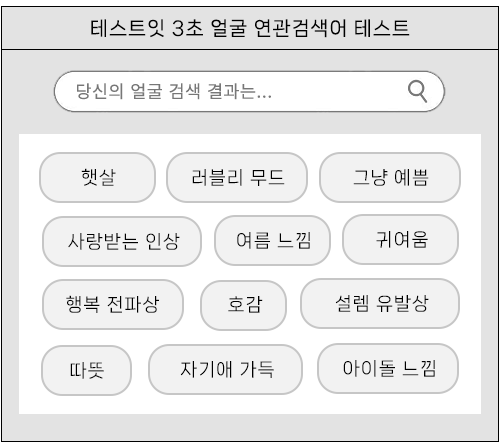 테스트잇 3초 얼굴 연관검색어 테스트
당신의 얼굴 검색 결과는...
햇살 러블리 무드 그냥 예쁨
사랑받는 인상 여름 느낌 귀여움
행복 전파상 호감 설렘 유발상
따뜻 자기애 가득 아이돌 느낌